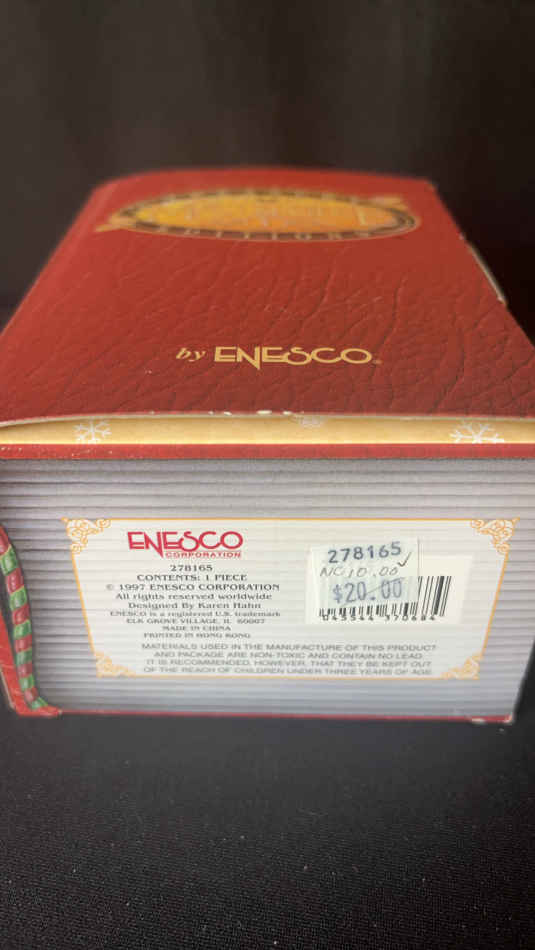 EDITION
by ENESCO®
ENESCO
CORPORATION
278165
CONTENTS: 1 PIECE
© 1997 ENESCO CORPORATION
All rights reserved worldwide
Designed By Karen Hahn
ENESCO is a registered U.S. trademark
ELK GROVE VILLAGE, IL 60007
MADE IN CHINA
PRINTED IN HONG KONG
278165
NC 10.00 ✓
$20.00
MATERIALS USED IN THE MANUFACTURE OF THIS PRODUCT
AND PACKAGE ARE NON-TOXIC AND CONTAIN NO LEAD.
IT IS RECOMMENDED, HOWEVER, THAT THEY BE KEPT OUT
OF THE REACH OF CHILDREN UNDER THREE YEARS OF AGE.